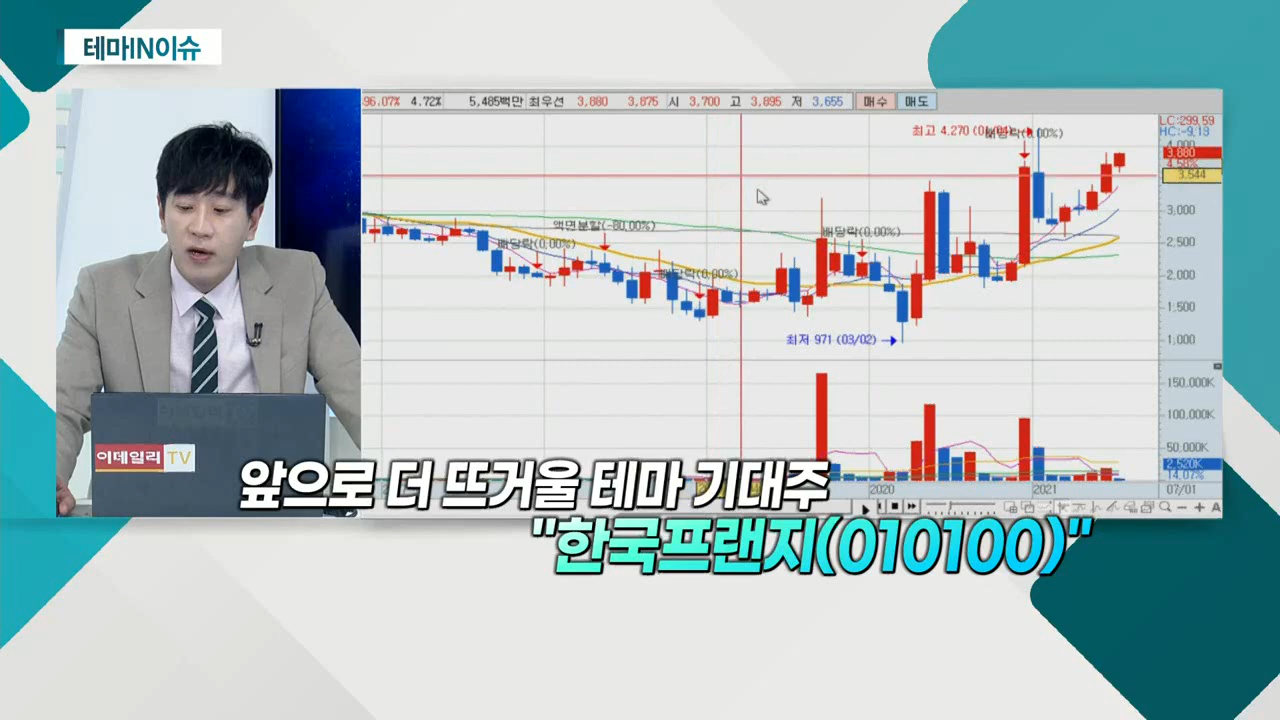 테마IN이슈
96.07% 4.72% 5,485백만 최우선 3,880 3,875 시 3,700 고 3,895 저 3,655 매수 매도
LC:299.59
HC:-9.13
최고 4,270 (01/04)
배당락(0.00%)
4,000
3,880
4.58%
3,544
액면분할(-80.00%)
배당락(0.00%)
배당락(0.00%)
배당락(0.00%)
3,000
2,500
2,000
1,500
1,000
최저 971 (03/02)
150,000K
100,000K
50,000K
2,520K
14.07%
2020
2021
07/01
이데일리 TV
앞으로 더 뜨거울 테마 기대주
"한국프랜지(010100)"